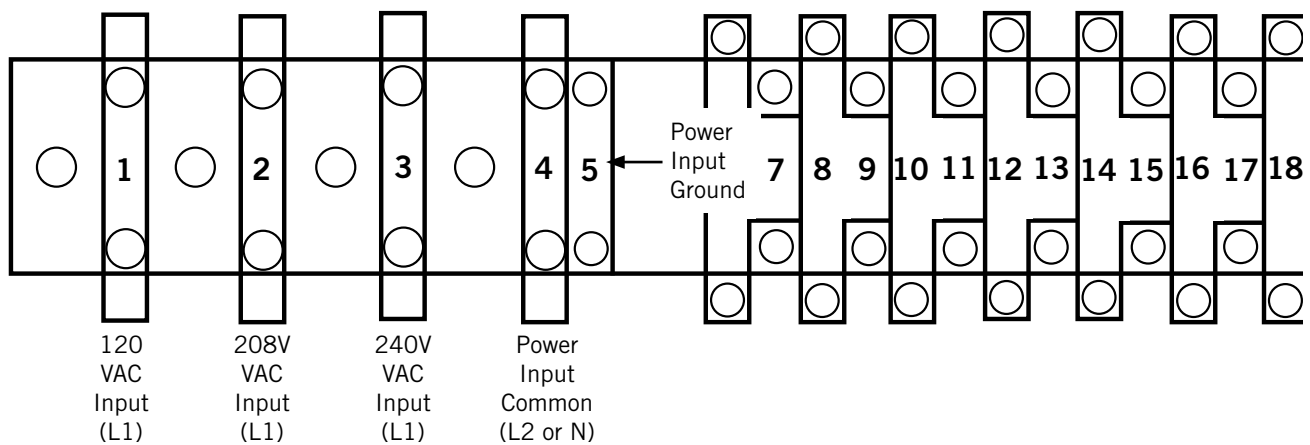 1 2 3 4 5 7 8 9 10 11 12 13 14 15 16 17 18
Power
Input
Ground
120
VAC
Input
(L1)
208V
VAC
Input
(L1)
240V
VAC
Input
(L1)
Power
Input
Common
(L2 or N)